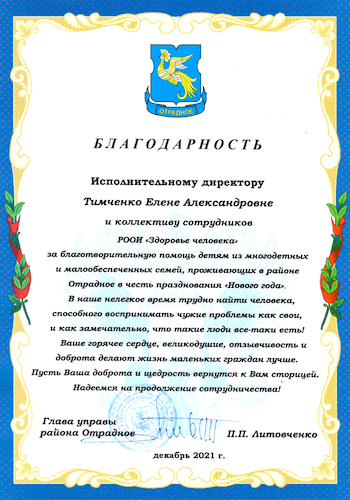 ОТРАДНОЕ
БЛАГОДАРНОСТЬ
Исполнительному директору
Тимченко Елене Александровне
и коллективу сотрудников
РООИ «Здоровье человека»
за благотворительную помощь детям из многодетных
и малообеспеченных семей, проживающих в районе
Отрадное в честь празднования «Нового года».
В наше нелегкое время трудно найти человека,
способного воспринимать чужие проблемы как свои,
и как замечательно, что такие люди все-таки есть!
Ваше горячее сердце, великодушие, отзывчивость и
доброта делают жизнь маленьких граждан лучше.
Пусть Ваша доброта и щедрость вернутся к Вам сторицей.
Надеемся на продолжение сотрудничества!
Глава управы
района Отрадное П.П. Литовченко
декабрь 2021 г.